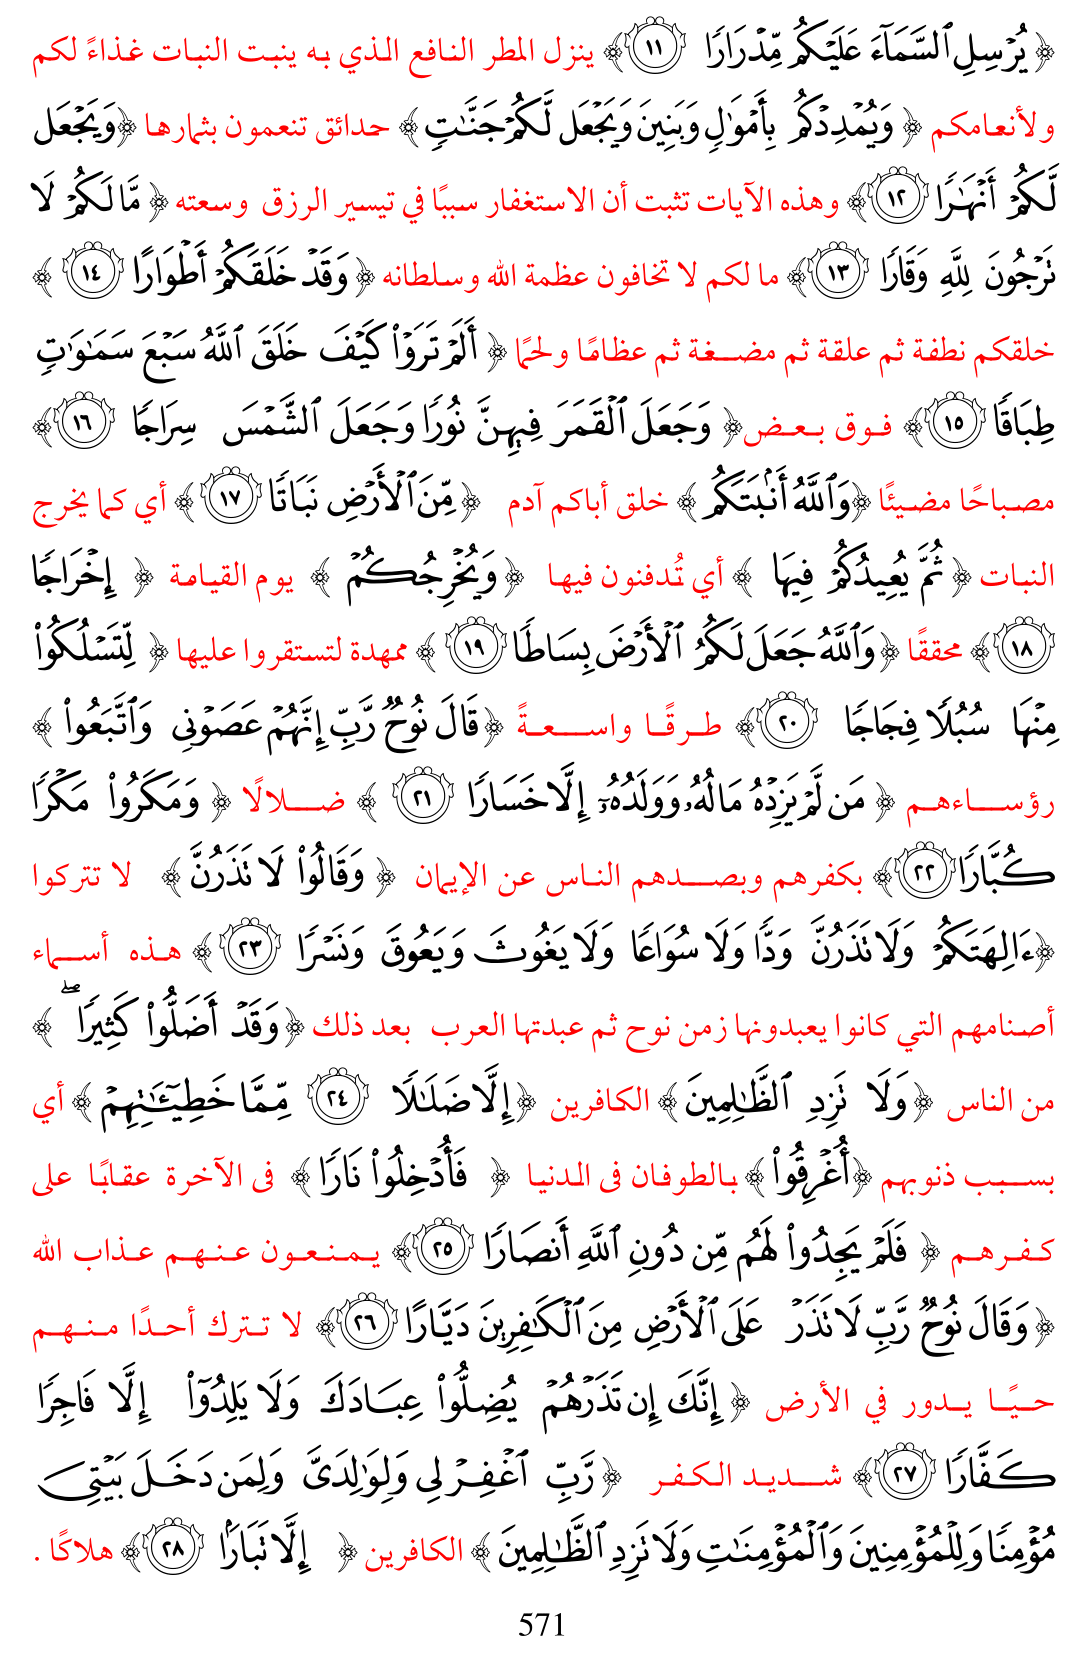 ﴿ يُرۡسِلِ ٱلسَّمَآءَ عَلَيۡكُم مِّدۡرَارٗا ١١ ﴾ ينزل المطر النافع الذي به ينبت النبات غذاءً لكم
ولأنعامكم ﴿ وَيُمۡدِدۡكُم بِأَمۡوَٰلٖ وَبَنِينَ وَيَجۡعَل لَّكُمۡ جَنَّٰتٖ ﴾ حدائق تنعمون بثمارها ﴿ وَيَجۡعَل
لَّكُمۡ أَنۡهَٰرٗا ١٢ ﴾ وهذه الآيات تثبت أن الاستغفار سببًا في تيسير الرزق وسعته ﴿ مَّا لَكُمۡ لَا
تَرۡجُونَ لِلَّهِ وَقَارٗا ١٣ ﴾ ما لكم لا تخافون عظمة الله وسلطانه ﴿ وَقَدۡ خَلَقَكُمۡ أَطۡوَارًا ١٤ ﴾
خلقكم نطفة ثم علقة ثم مضغة ثم عظامًا ولحمًا ﴿ أَلَمۡ تَرَوۡاْ كَيۡفَ خَلَقَ ٱللَّهُ سَبۡعَ سَمَٰوَٰتٖ
طِبَاقٗا ١٥ ﴾ فوق بعض ﴿ وَجَعَلَ ٱلۡقَمَرَ فِيهِنَّ نُورٗا وَجَعَلَ ٱلشَّمۡسَ سِرَاجٗا ١٦ ﴾
مصباحًا مضيئًا ﴿ وَٱللَّهُ أَنۢبَتَكُم ﴾ خلق أباكم آدم ﴿ مِّنَ ٱلۡأَرۡضِ نَبَاتٗا ١٧ ﴾ أي كما يخرج
النبات ﴿ ثُمَّ يُعِيدُكُمۡ فِيهَا ﴾ أي تُدفنون فيها ﴿ وَيُخۡرِجُكُمۡ ﴾ يوم القيامة ﴿ إِخۡرَاجٗا
١٨ ﴾ محققًا ﴿ وَٱللَّهُ جَعَلَ لَكُمُ ٱلۡأَرۡضَ بِسَاطٗا ١٩ ﴾ ممهدة لتستقروا عليها ﴿ لِّتَسۡلُكُواْ
مِنۡهَا سُبُلٗا فِجَاجٗا ٢٠ ﴾ طرقًا واسعةً ﴿ قَالَ نُوحٞ رَّبِّ إِنَّهُمۡ عَصَوۡنِي وَٱتَّبَعُواْ ﴾
رؤساءهم ﴿ مَن لَّمۡ يَزِدۡهُ مَالُهُۥ وَوَلَدُهُۥٓ إِلَّا خَسَارٗا ٢١ ﴾ ضلالًا ﴿ وَمَكَرُواْ مَكۡرٗا
كُبَّارٗا ٢٢ ﴾ بكفرهم وبصدهم الناس عن الإيمان ﴿ وَقَالُواْ لَا تَذَرُنَّ ﴾ لا تتركوا
﴿ ءَالِهَتَكُمۡ وَلَا تَذَرُنَّ وَدّٗا وَلَا سُوَاعٗا وَلَا يَغُوثَ وَيَعُوقَ وَنَسۡرٗا ٢٣ ﴾ هذه أسماء
أصنامهم التي كانوا يعبدونها زمن نوح ثم عبدتها العرب بعد ذلك ﴿ وَقَدۡ أَضَلُّواْ كَثِيرٗاۖ ﴾
من الناس ﴿ وَلَا تَزِدِ ٱلظَّٰلِمِينَ ﴾ الكافرين ﴿ إِلَّا ضَلَٰلٗا ٢٤ مِّمَّا خَطِيٓـَٰٔتِهِمۡ ﴾ أي
بسبب ذنوبهم ﴿ أُغۡرِقُواْ ﴾ بالطوفان فى الدنيا ﴿ فَأُدۡخِلُواْ نَارٗا ﴾ فى الآخرة عقابًا على
كفرهم ﴿ فَلَمۡ يَجِدُواْ لَهُم مِّن دُونِ ٱللَّهِ أَنصَارٗا ٢٥ ﴾ يمنعون عنهم عذاب الله
﴿ وَقَالَ نُوحٞ رَّبِّ لَا تَذَرۡ عَلَى ٱلۡأَرۡضِ مِنَ ٱلۡكَٰفِرِينَ دَيَّارًا ٢٦ ﴾ لا تترك أحدًا منهم
حيًا يدور في الأرض ﴿ إِنَّكَ إِن تَذَرۡهُمۡ يُضِلُّواْ عِبَادَكَ وَلَا يَلِدُوٓاْ إِلَّا فَاجِرٗا
كَفَّارٗا ٢٧ ﴾ شديد الكفر ﴿ رَّبِّ ٱغۡفِرۡ لِي وَلِوَٰلِدَيَّ وَلِمَن دَخَلَ بَيۡتِيَ
مُؤۡمِنٗا وَلِلۡمُؤۡمِنِينَ وَٱلۡمُؤۡمِنَٰتِۖ وَلَا تَزِدِ ٱلظَّٰلِمِينَ ﴾ الكافرين ﴿ إِلَّا تَبَارَۢا ٢٨ ﴾ هلاكًا .
571